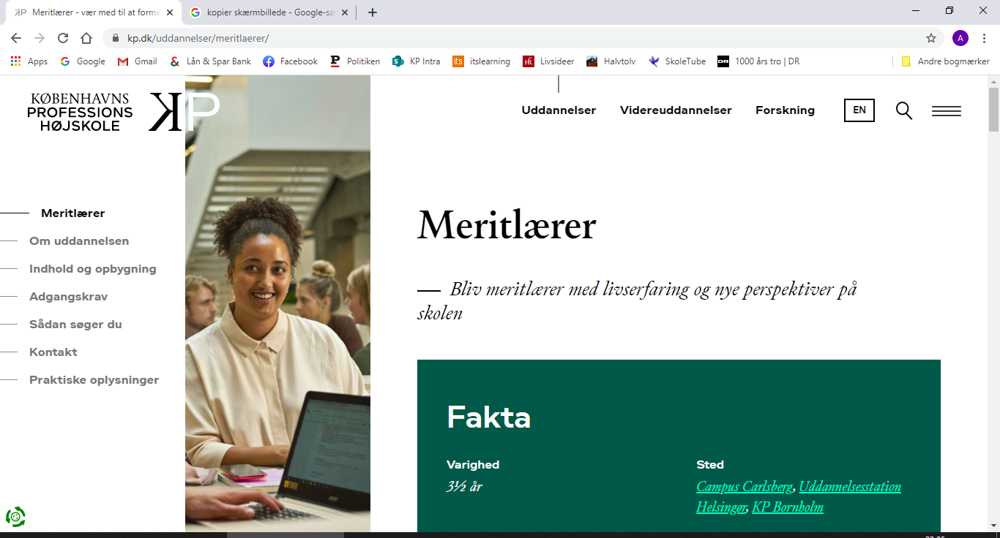 Meritlærer - vær med til at forme
kopier skærmbillede - Google-sø
kp.dk/uddannelser/meritlaerer/
A
Apps
Google
Gmail
Lån & Spar Bank
Facebook
Politiken
KP Intra
itslearning
Livsideer
Halvtolv
SkoleTube
1000 års tro | DR
Andre bogmærker
KØBENHAVNS
PROFESSIONS
HØJSKOLE
KP
Uddannelser
Videreuddannelser
Forskning
EN
Meritlærer
Om uddannelsen
Indhold og opbygning
Adgangskrav
Sådan søger du
Kontakt
Praktiske oplysninger
Meritlærer
— Bliv meritlærer med livserfaring og nye perspektiver på
skolen
Fakta
Varighed
3½ år
Sted
Campus Carlsberg, Uddannelsesstation
Helsingør, KP Bornholm